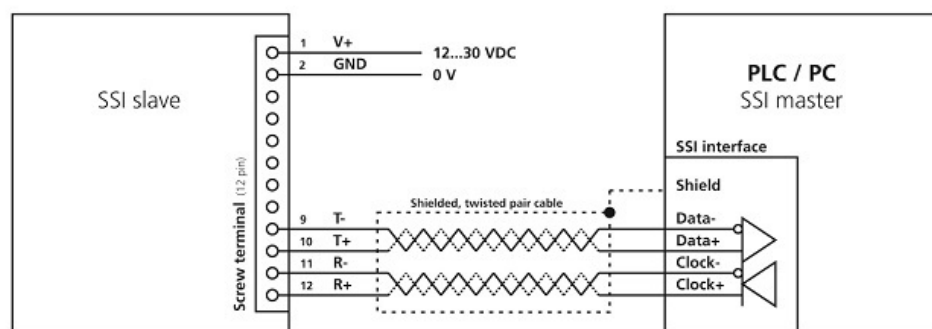 SSI slave
Screw terminal (12 pin)
1 V+ 12...30 VDC
2 GND 0 V
9 T-
10 T+
11 R-
12 R+
Shielded, twisted pair cable
PLC / PC
SSI master
SSI interface
Shield
Data-
Data+
Clock-
Clock+